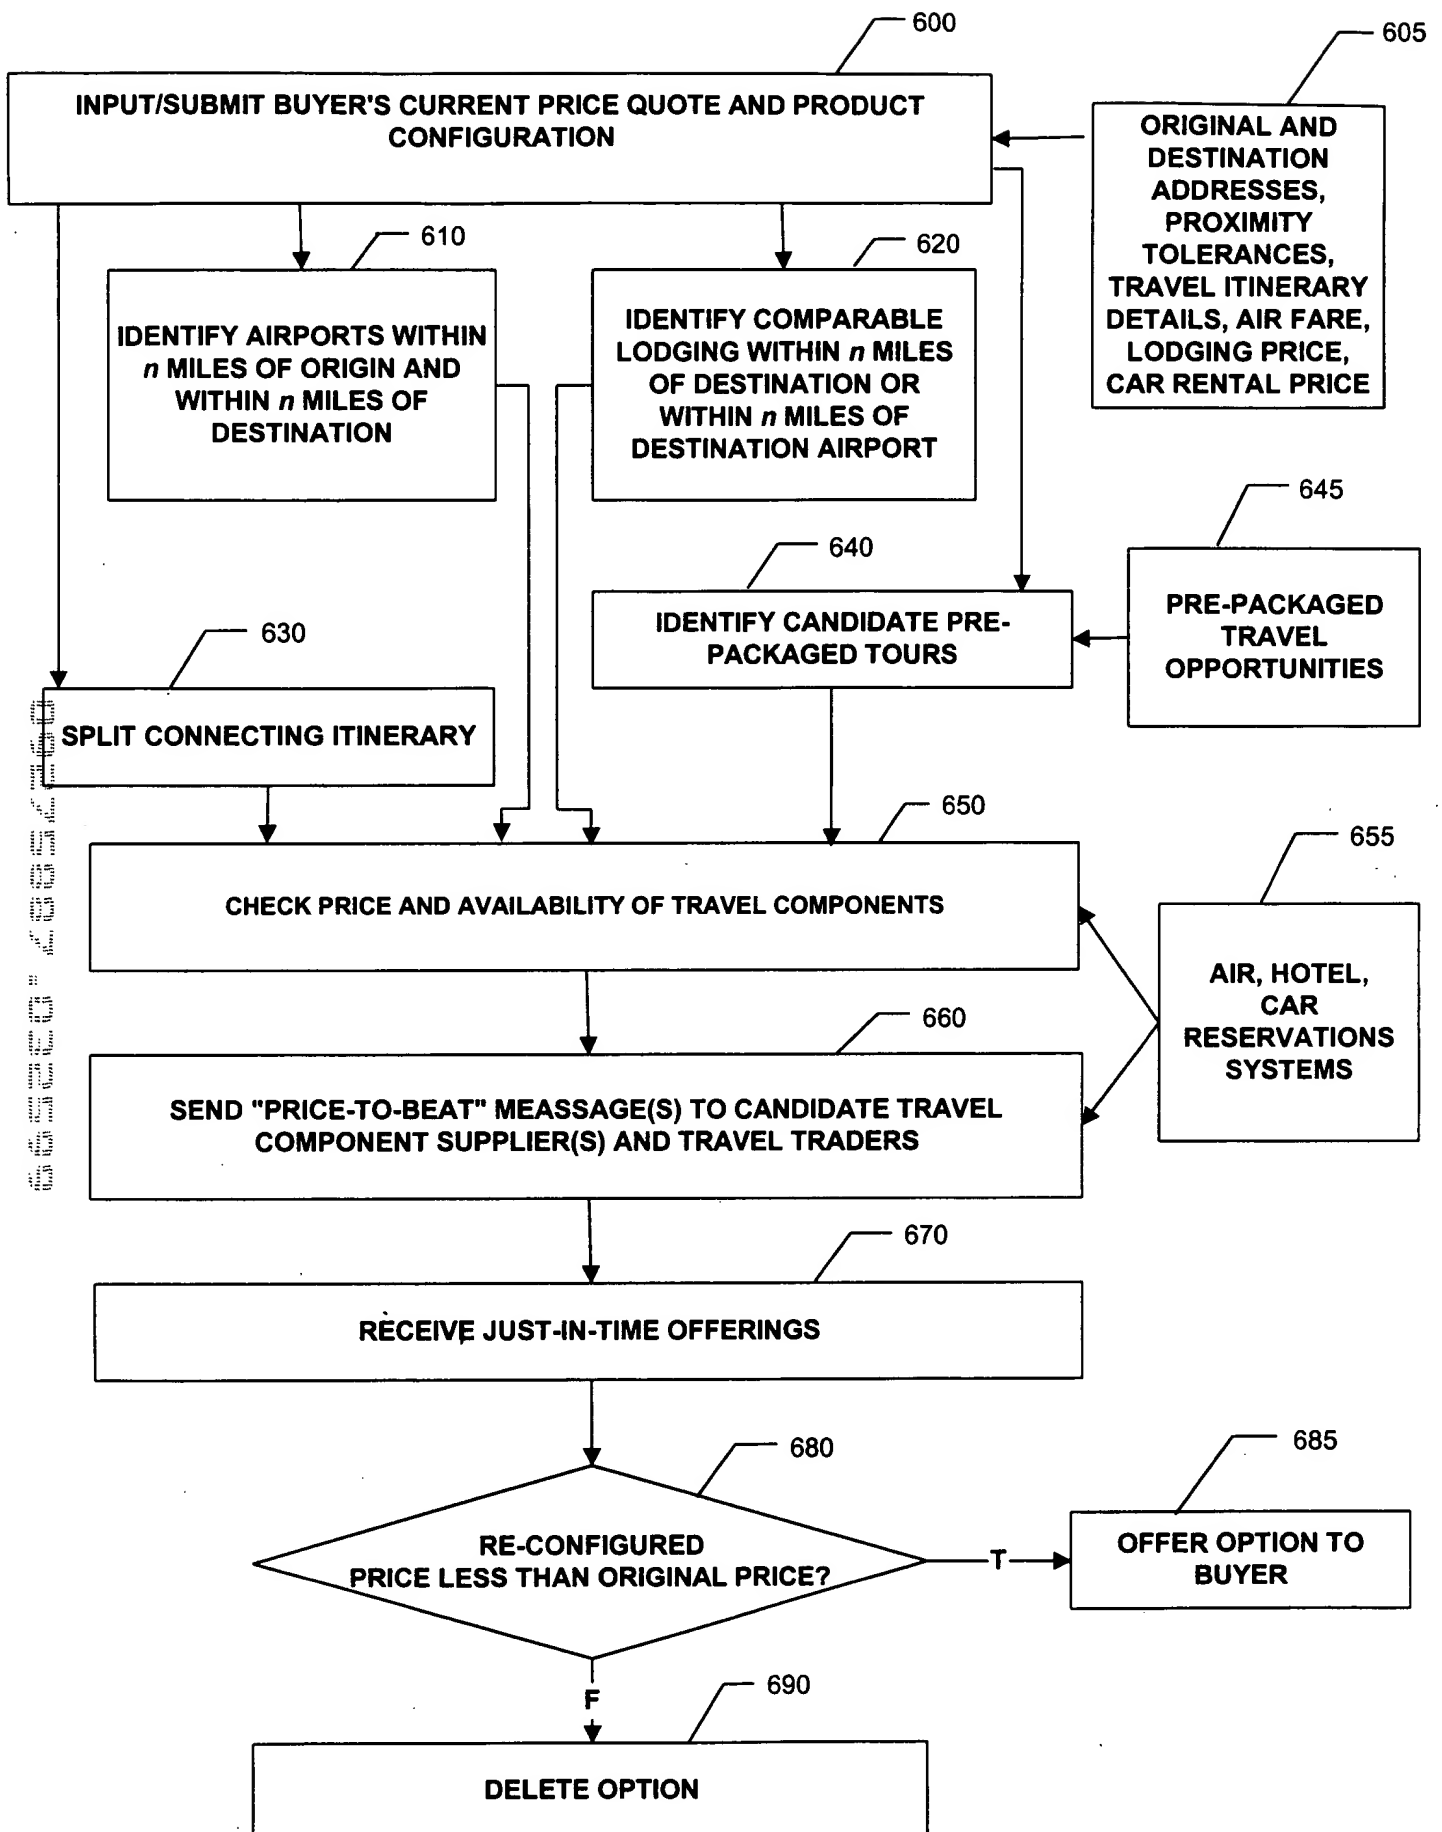 600
605
INPUT/SUBMIT BUYER'S CURRENT PRICE QUOTE AND PRODUCT
CONFIGURATION
ORIGINAL AND
DESTINATION
ADDRESSES,
PROXIMITY
TOLERANCES,
TRAVEL ITINERARY
DETAILS, AIR FARE,
LODGING PRICE,
CAR RENTAL PRICE
610
620
IDENTIFY AIRPORTS WITHIN
n MILES OF ORIGIN AND
WITHIN n MILES OF
DESTINATION
IDENTIFY COMPARABLE
LODGING WITHIN n MILES
OF DESTINATION OR
WITHIN n MILES OF
DESTINATION AIRPORT
645
640
IDENTIFY CANDIDATE PRE-
PACKAGED TOURS
PRE-PACKAGED
TRAVEL
OPPORTUNITIES
630
SPLIT CONNECTING ITINERARY
650
655
CHECK PRICE AND AVAILABILITY OF TRAVEL COMPONENTS
AIR, HOTEL,
CAR
RESERVATIONS
SYSTEMS
660
SEND "PRICE-TO-BEAT" MEASSAGE(S) TO CANDIDATE TRAVEL
COMPONENT SUPPLIER(S) AND TRAVEL TRADERS
670
RECEIVE JUST-IN-TIME OFFERINGS
680
685
RE-CONFIGURED
PRICE LESS THAN ORIGINAL PRICE?
T
OFFER OPTION TO
BUYER
F
690
DELETE OPTION